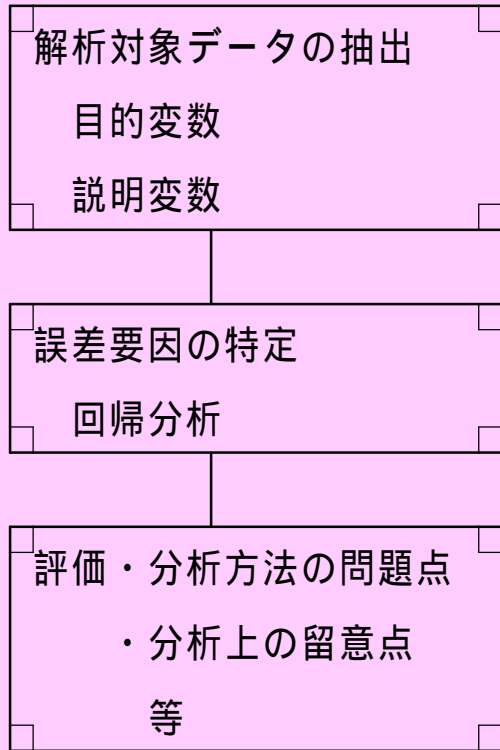 解析対象データの抽出
目的変数
説明変数
誤差要因の特定
回帰分析
評価・分析方法の問題点
・分析上の留意点
等